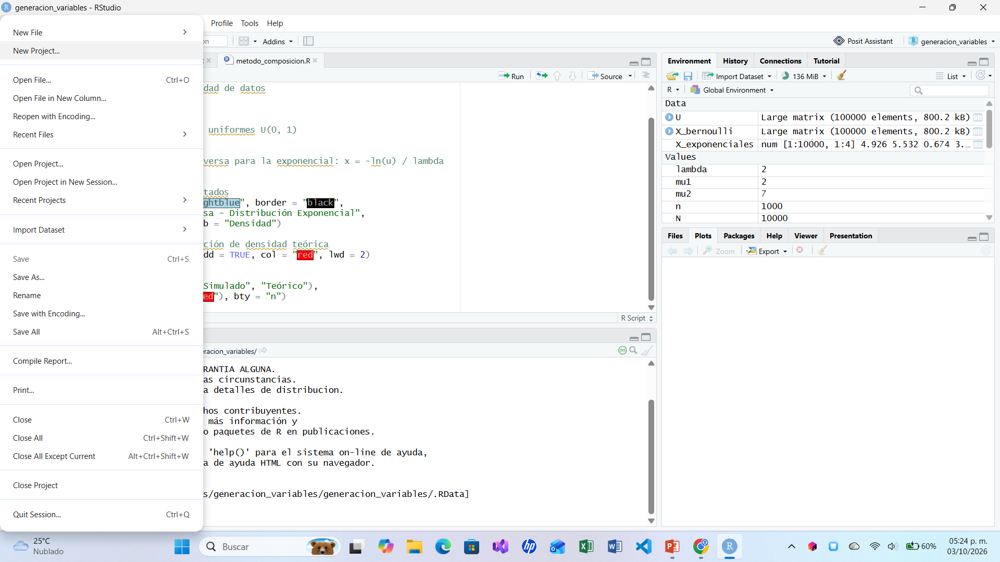 generacion_variables - RStudio
Profile Tools Help
Addins
Posit Assistant generacion_variables
New File
New Project...
Open File... Ctrl+O
Open File in New Column...
Reopen with Encoding...
Recent Files
Open Project...
Open Project in New Session...
Recent Projects
Import Dataset
Save Ctrl+S
Save As...
Rename
Save with Encoding...
Save All Alt+Ctrl+S
Compile Report...
Print...
Close Ctrl+W
Close All Ctrl+Shift+W
Close All Except Current Alt+Ctrl+Shift+W
Close Project
Quit Session... Ctrl+Q
metodo_composicion.R
Run Source
dad de datos
uniformes U(0, 1)
versa para la exponencial: x = -ln(u) / lambda
tados
ghtblue", border = "black",
sa - Distribución Exponencial",
b = "Densidad")
ción de densidad teórica
dd = TRUE, col = "red", lwd = 2)
Simulado", "Teórico"),
ed"), bty = "n")
R Script
eracion_variables/
RANTIA ALGUNA.
as circunstancias.
a detalles de distribucion.
hos contribuyentes.
más información y
o paquetes de R en publicaciones.
'help()' para el sistema on-line de ayuda,
a de ayuda HTML con su navegador.
s/generacion_variables/generacion_variables/.RData]
Environment History Connections Tutorial
Import Dataset 136 MiB List
R Global Environment
Data
U Large matrix (100000 elements, 800.2 kB)
X_bernoulli Large matrix (100000 elements, 800.2 kB)
X_exponenciales num [1:10000, 1:4] 4.926 5.532 0.674 3....
Values
lambda 2
mu1 2
mu2 7
n 1000
N 10000
Files Plots Packages Help Viewer Presentation
Zoom Export
25°C
Nublado
Buscar
60%
05:24 p. m.
03/10/2026